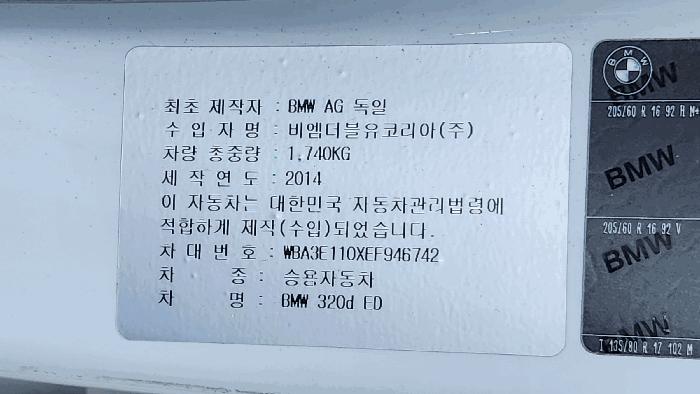 최초 제작자 : BMW AG 독일
수 입 자 명 : 비엠더블유코리아(주)
차량 총중량 : 1,740KG
제 작 연 도 : 2014
이 자동차는 대한민국 자동차관리법령에
적합하게 제작(수입)되었습니다.
차 대 번 호 : WBA3E110XEF946742
차 종 : 승용자동차
차 명 : BMW 320d ED
BMW
BMW
205/60 R 16 92 H M+
BMW
205/60 R 16 92 V
BMW
BMW
T 135/80 R 17 102 M